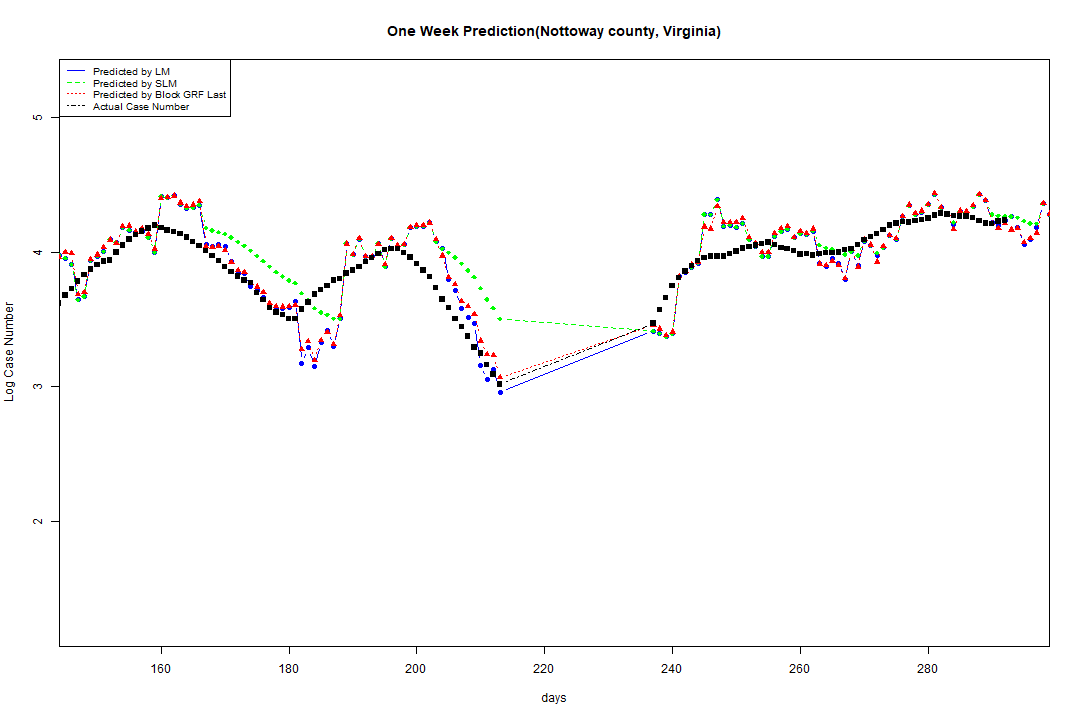 One Week Prediction(Nottoway county, Virginia)
Predicted by LM
Predicted by SLM
Predicted by Block GRF Last
Actual Case Number
5
4
3
2
Log Case Number
160 180 200 220 240 260 280
days